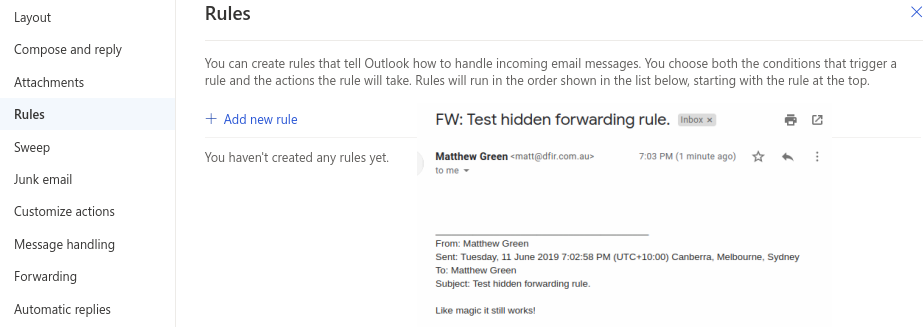 Layout
Compose and reply
Attachments
Rules
Sweep
Junk email
Customize actions
Message handling
Forwarding
Automatic replies
Rules
You can create rules that tell Outlook how to handle incoming email messages. You choose both the conditions that trigger a
rule and the actions the rule will take. Rules will run in the order shown in the list below, starting with the rule at the top.
+ Add new rule
You haven't created any rules yet.
FW: Test hidden forwarding rule. Inbox ×
Matthew Green <matt@dfir.com.au> 7:03 PM (1 minute ago)
to me
From: Matthew Green
Sent: Tuesday, 11 June 2019 7:02:58 PM (UTC+10:00) Canberra, Melbourne, Sydney
To: Matthew Green
Subject: Test hidden forwarding rule.
Like magic it still works!